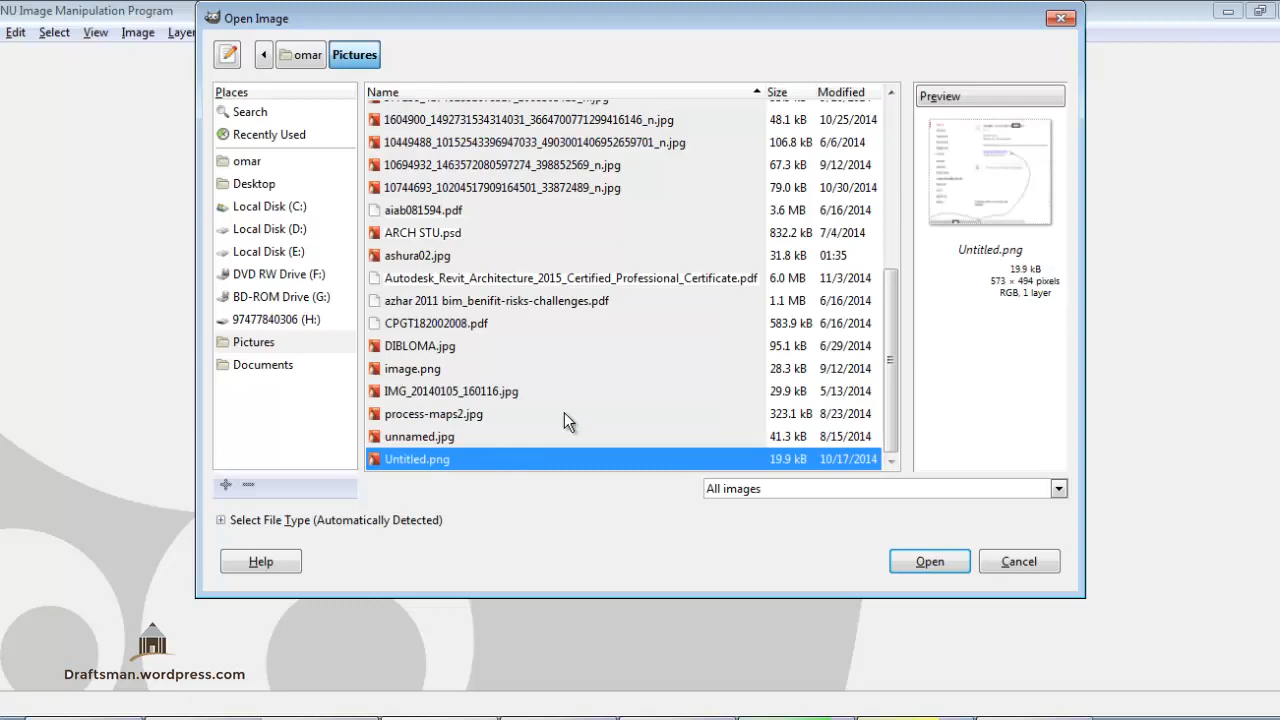 NU Image Manipulation Program
Edit Select View Image Laye
Open Image
omar Pictures
Places
Search
Recently Used
omar
Desktop
Local Disk (C:)
Local Disk (D:)
Local Disk (E:)
DVD RW Drive (F:)
BD-ROM Drive (G:)
97477840306 (H:)
Pictures
Documents
Name Size Modified
1604900_1492731534314031_3664700771299416146_n.jpg 48.1 kB 10/25/2014
10449488_10152543396947033_4903001406952659701_n.jpg 106.8 kB 6/6/2014
10694932_1463572080597274_398852569_n.jpg 67.3 kB 9/12/2014
10744693_10204517909164501_33872489_n.jpg 79.0 kB 10/30/2014
aiab081594.pdf 3.6 MB 6/16/2014
ARCH STU.psd 832.2 kB 7/4/2014
ashura02.jpg 31.8 kB 01:35
Autodesk_Revit_Architecture_2015_Certified_Professional_Certificate.pdf 6.0 MB 11/3/2014
azhar 2011 bim_benifit-risks-challenges.pdf 1.1 MB 6/16/2014
CPGT182002008.pdf 583.9 kB 6/16/2014
DIBLOMA.jpg 95.1 kB 6/29/2014
image.png 28.3 kB 9/12/2014
IMG_20140105_160116.jpg 29.9 kB 5/13/2014
process-maps2.jpg 323.1 kB 8/23/2014
unnamed.jpg 41.3 kB 8/15/2014
Untitled.png 19.9 kB 10/17/2014
Preview
Untitled.png
19.9 kB
573 × 494 pixels
RGB, 1 layer
All images
Select File Type (Automatically Detected)
Help Open Cancel
Draftsman.wordpress.com